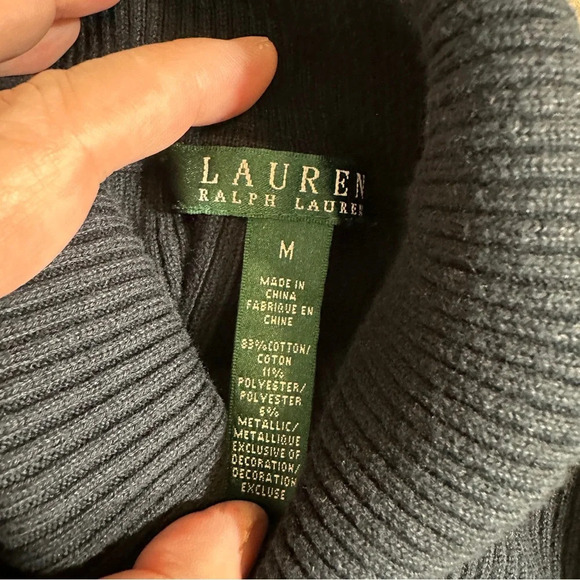 LAUREN
RALPH LAUREN
M
MADE IN
CHINA
FABRIQUE EN
CHINE
83% COTTON/
COTON
11%
POLYESTER/
POLYESTER
6%
METALLIC/
METALLIQUE
EXCLUSIVE OF
DECORATION/
DECORATION
EXCLUSE